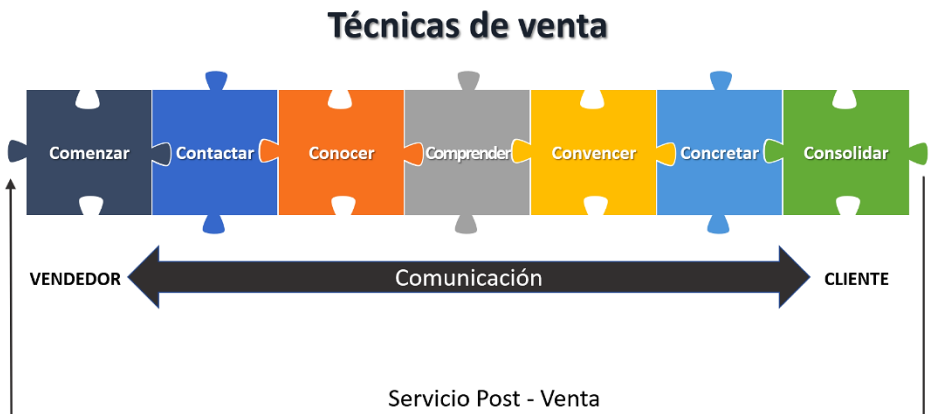 Técnicas de venta
Comenzar
Contactar
Conocer
Comprender
Convencer
Concretar
Consolidar
VENDEDOR
Comunicación
CLIENTE
Servicio Post - Venta